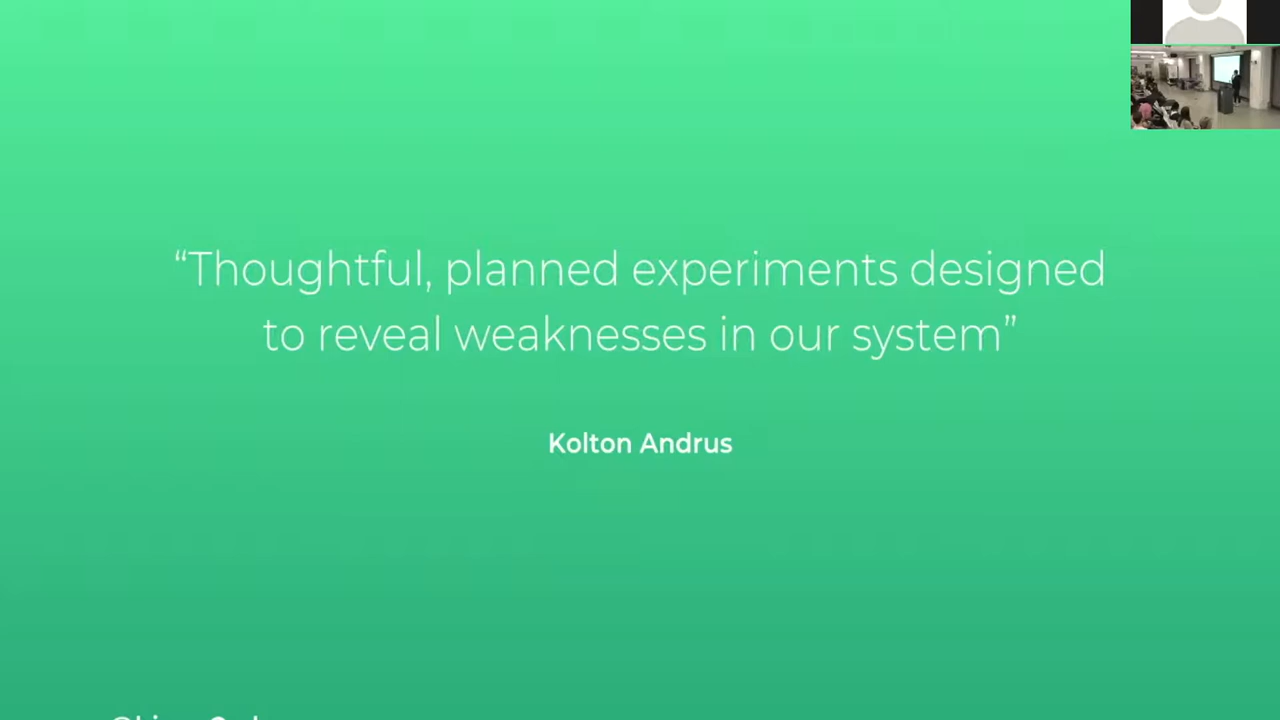 “Thoughtful, planned experiments designed
to reveal weaknesses in our system”
Kolton Andrus